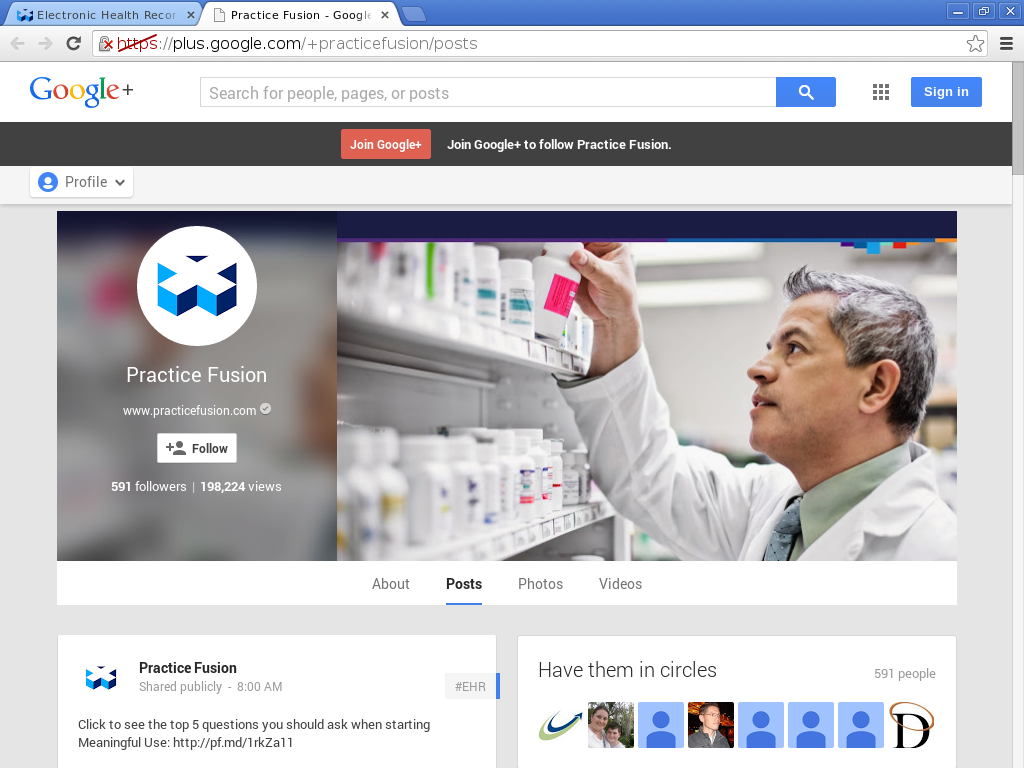 Electronic Health Recor
Practice Fusion - Google
https://plus.google.com/+practicefusion/posts
Google+
Search for people, pages, or posts
Sign in
Join Google+
Join Google+ to follow Practice Fusion.
Profile
Practice Fusion
www.practicefusion.com
Follow
591 followers | 198,224 views
About
Posts
Photos
Videos
Practice Fusion
Shared publicly - 8:00 AM
#EHR
Click to see the top 5 questions you should ask when starting
Meaningful Use: http://pf.md/1rkZa11
Have them in circles
591 people
D